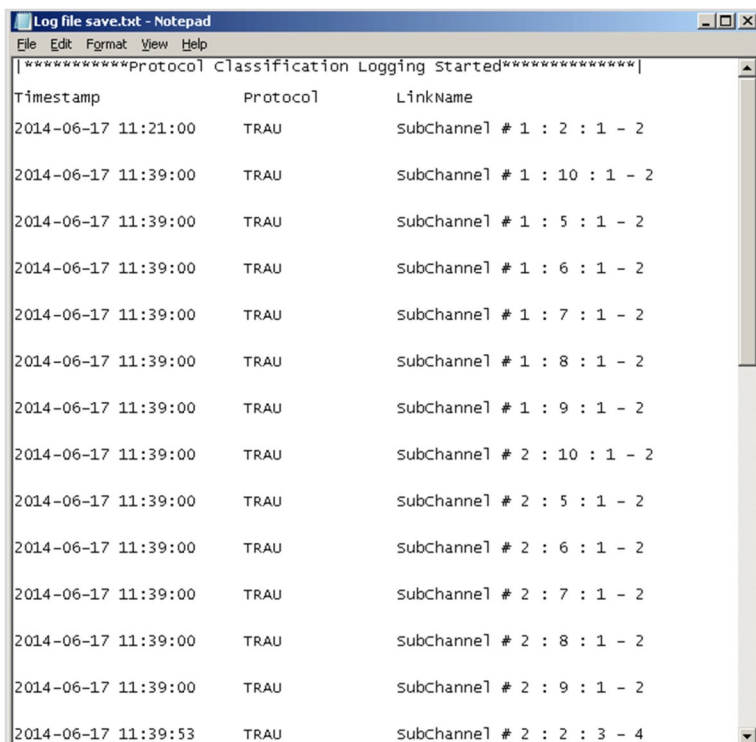 Log file save.txt - Notepad
File Edit Format View Help
|***********Protocol Classification Logging Started**************|
Timestamp Protocol LinkName
2014-06-17 11:21:00 TRAU SubChannel # 1 : 2 : 1 - 2
2014-06-17 11:39:00 TRAU SubChannel # 1 : 10 : 1 - 2
2014-06-17 11:39:00 TRAU SubChannel # 1 : 5 : 1 - 2
2014-06-17 11:39:00 TRAU SubChannel # 1 : 6 : 1 - 2
2014-06-17 11:39:00 TRAU SubChannel # 1 : 7 : 1 - 2
2014-06-17 11:39:00 TRAU SubChannel # 1 : 8 : 1 - 2
2014-06-17 11:39:00 TRAU SubChannel # 1 : 9 : 1 - 2
2014-06-17 11:39:00 TRAU SubChannel # 2 : 10 : 1 - 2
2014-06-17 11:39:00 TRAU SubChannel # 2 : 5 : 1 - 2
2014-06-17 11:39:00 TRAU SubChannel # 2 : 6 : 1 - 2
2014-06-17 11:39:00 TRAU SubChannel # 2 : 7 : 1 - 2
2014-06-17 11:39:00 TRAU SubChannel # 2 : 8 : 1 - 2
2014-06-17 11:39:00 TRAU SubChannel # 2 : 9 : 1 - 2
2014-06-17 11:39:53 TRAU SubChannel # 2 : 2 : 3 - 4